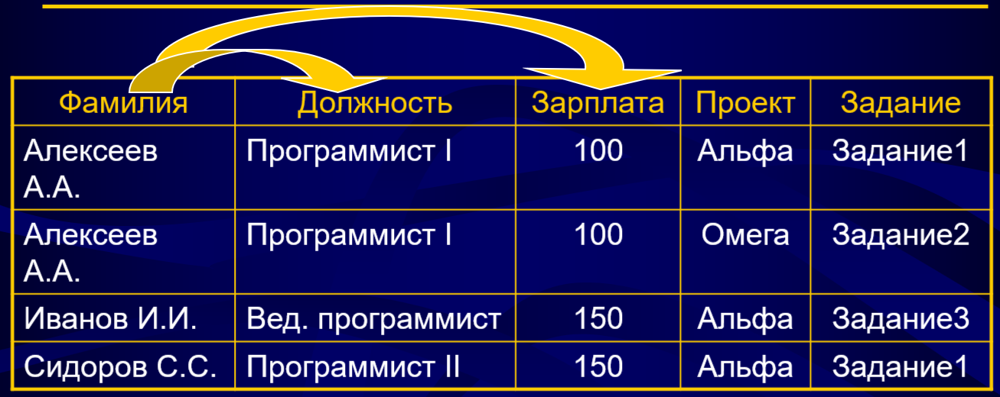 Фамилия Должность Зарплата Проект Задание
Алексеев А.А. Программист I 100 Альфа Задание1
Алексеев А.А. Программист I 100 Омега Задание2
Иванов И.И. Вед. программист 150 Альфа Задание3
Сидоров С.С. Программист II 150 Альфа Задание1